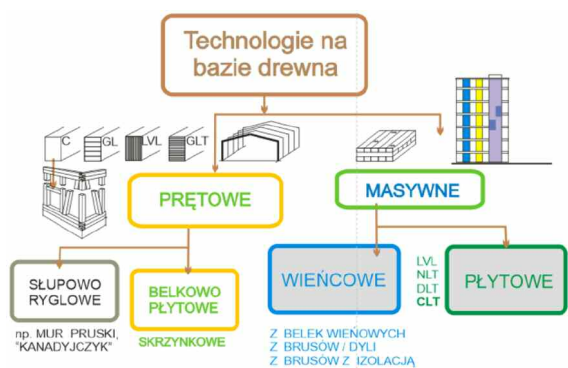 Technologie na
bazie drewna
C
GL
LVL
GLT
PRĘTOWE
MASYWNE
SŁUPOWO
RYGLOWE
np. MUR PRUSKI,
"KANADYJCZYK"
BELKOWO
PŁYTOWE
SKRZYNKOWE
WIEŃCOWE
Z BELEK WIEŃOWYCH
Z BRUSÓW / DYLI
Z BRUSÓW Z IZOLACJĄ
LVL
NLT
DLT
CLT
PŁYTOWE